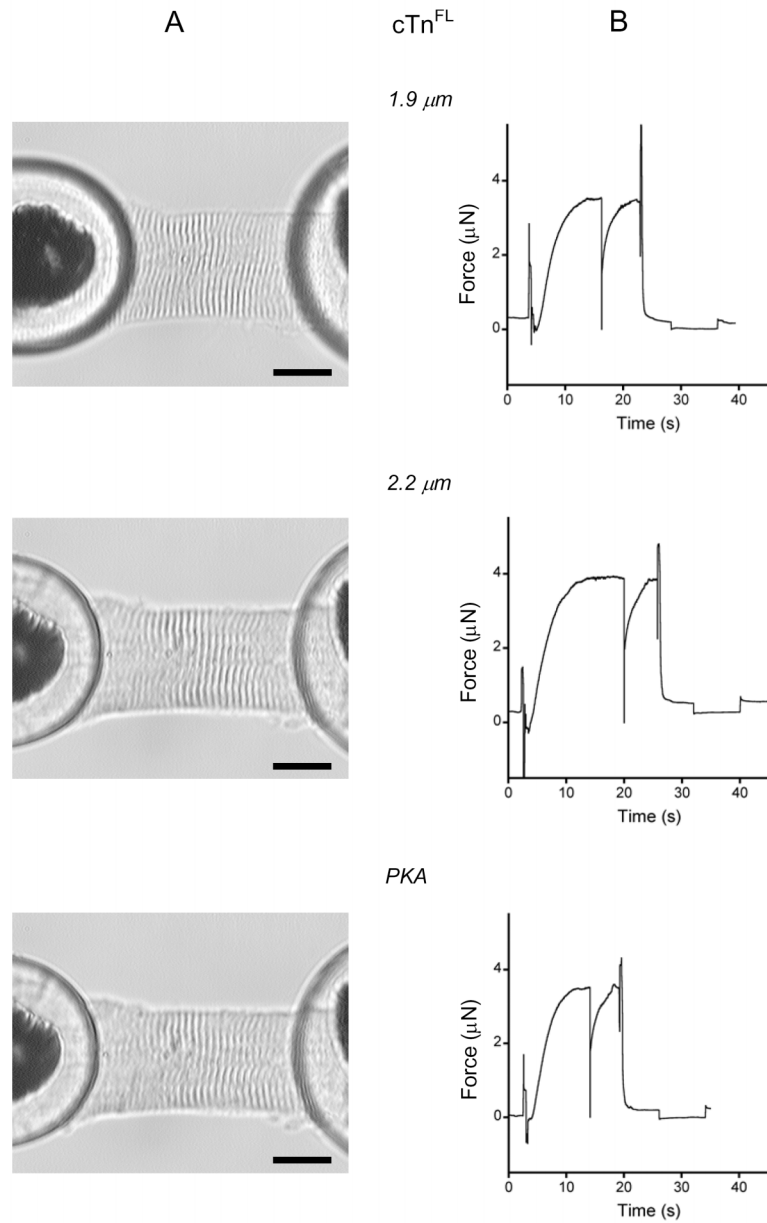 A cTn^FL B
1.9 μm
4
2
0
Force (μN)
0 10 20 30 40
Time (s)
2.2 μm
4
2
0
Force (μN)
0 10 20 30 40
Time (s)
PKA
4
2
0
Force (μN)
0 10 20 30 40
Time (s)